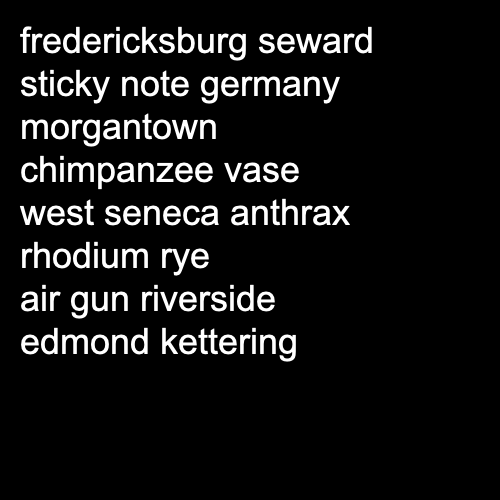 fredericksburg seward
sticky note germany
morgantown
chimpanzee vase
west seneca anthrax
rhodium rye
air gun riverside
edmond kettering